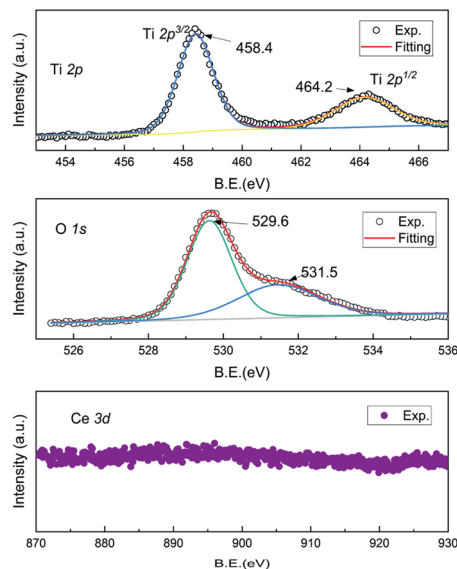 Ti 2p
Ti 2p3/2
458.4
464.2
Ti 2p1/2
Exp.
Fitting
Intensity (a.u.)
454 456 458 460 462 464 466
B.E.(eV)
O 1s
529.6
531.5
Exp.
Fitting
Intensity (a.u.)
526 528 530 532 534 536
B.E.(eV)
Ce 3d
Exp.
Intensity (a.u.)
870 880 890 900 910 920 930
B.E.(eV)